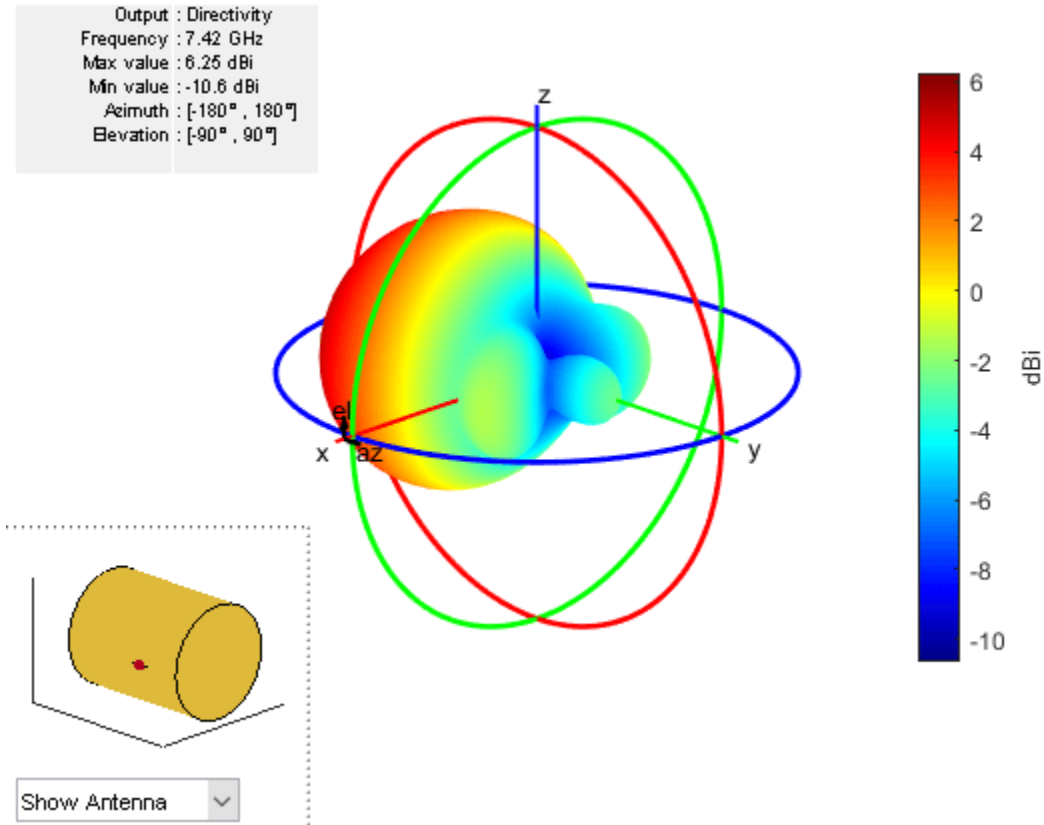 Output : Directivity
Frequency : 7.42 GHz
Max value : 6.25 dBi
Min value : -10.6 dBi
Azimuth : [-180° , 180°]
Elevation : [-90° , 90°]
z
x
el
az
y
6
4
2
0
-2
-4
-6
-8
-10
dBi
Show Antenna